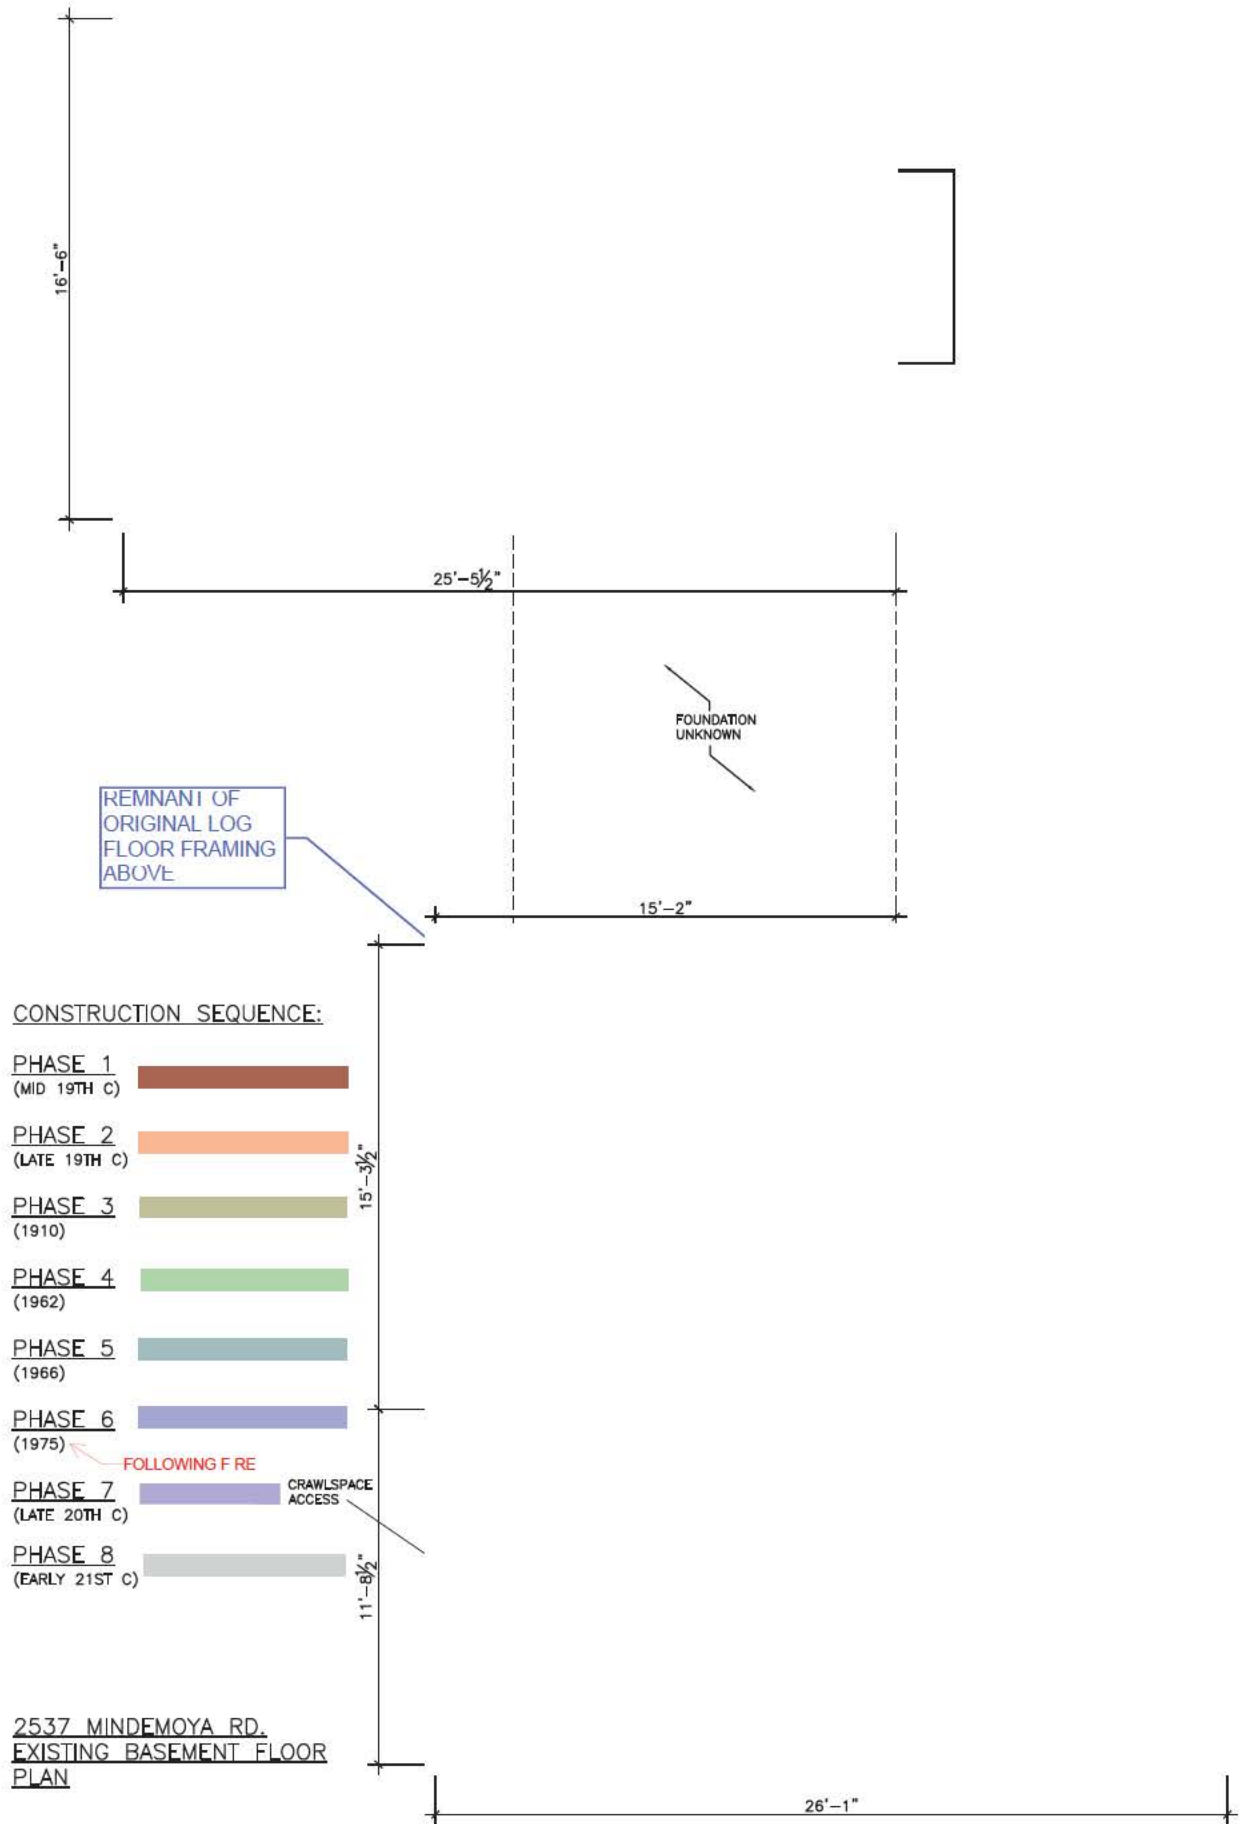 16'-6"
25'-5½"
FOUNDATION
UNKNOWN
REMNANT OF
ORIGINAL LOG
FLOOR FRAMING
ABOVE
15'-2"
CONSTRUCTION SEQUENCE:
PHASE 1
(MID 19TH C)
PHASE 2
(LATE 19TH C)
15'-3½"
PHASE 3
(1910)
PHASE 4
(1962)
PHASE 5
(1966)
PHASE 6
(1975)
FOLLOWING F RE
PHASE 7
(LATE 20TH C)
CRAWLSPACE
ACCESS
PHASE 8
(EARLY 21ST C)
11'-8½"
2537 MINDEMOYA RD.
EXISTING BASEMENT FLOOR
PLAN
26'-1"